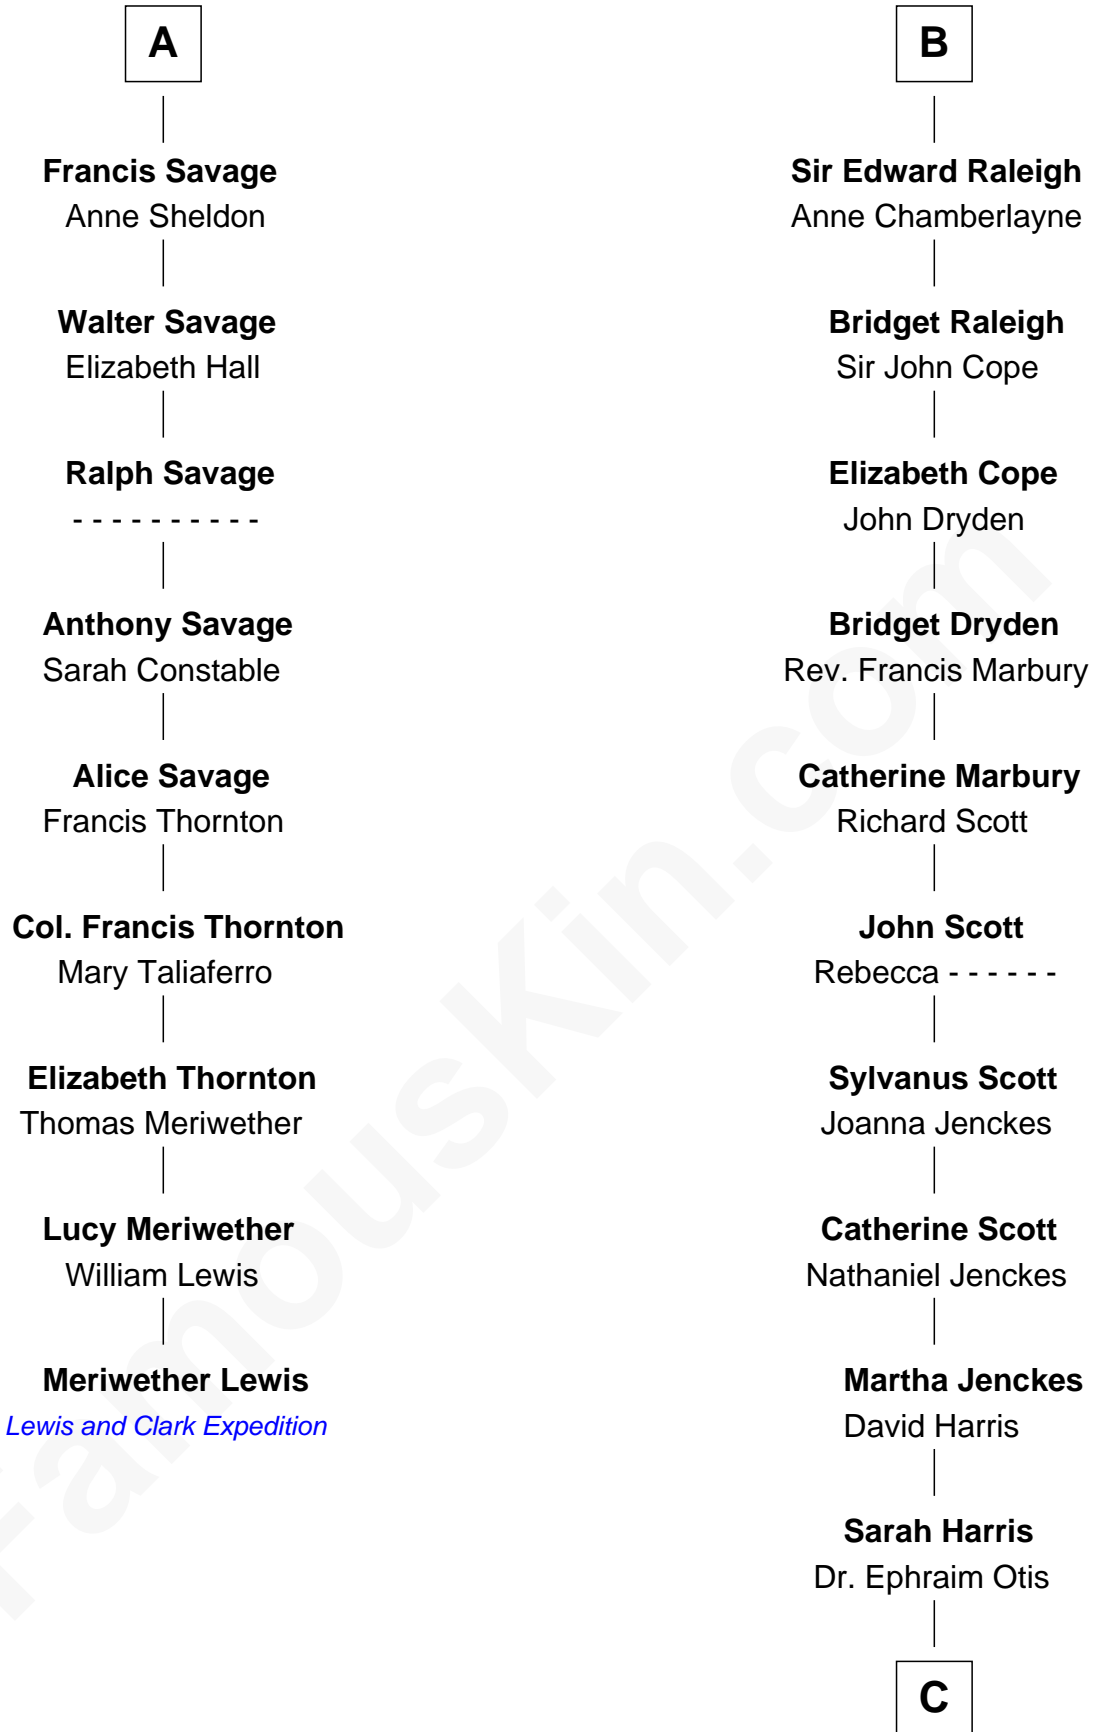 A
Francis Savage
Anne Sheldon
Walter Savage
Elizabeth Hall
Ralph Savage
- - - - - - - - - -
Anthony Savage
Sarah Constable
Alice Savage
Francis Thornton
Col. Francis Thornton
Mary Taliaferro
Elizabeth Thornton
Thomas Meriwether
Lucy Meriwether
William Lewis
Meriwether Lewis
Lewis and Clark Expedition
B
Sir Edward Raleigh
Anne Chamberlayne
Bridget Raleigh
Sir John Cope
Elizabeth Cope
John Dryden
Bridget Dryden
Rev. Francis Marbury
Catherine Marbury
Richard Scott
John Scott
Rebecca - - - - - -
Sylvanus Scott
Joanna Jenckes
Catherine Scott
Nathaniel Jenckes
Martha Jenckes
David Harris
Sarah Harris
Dr. Ephraim Otis
C
FamousKin.com